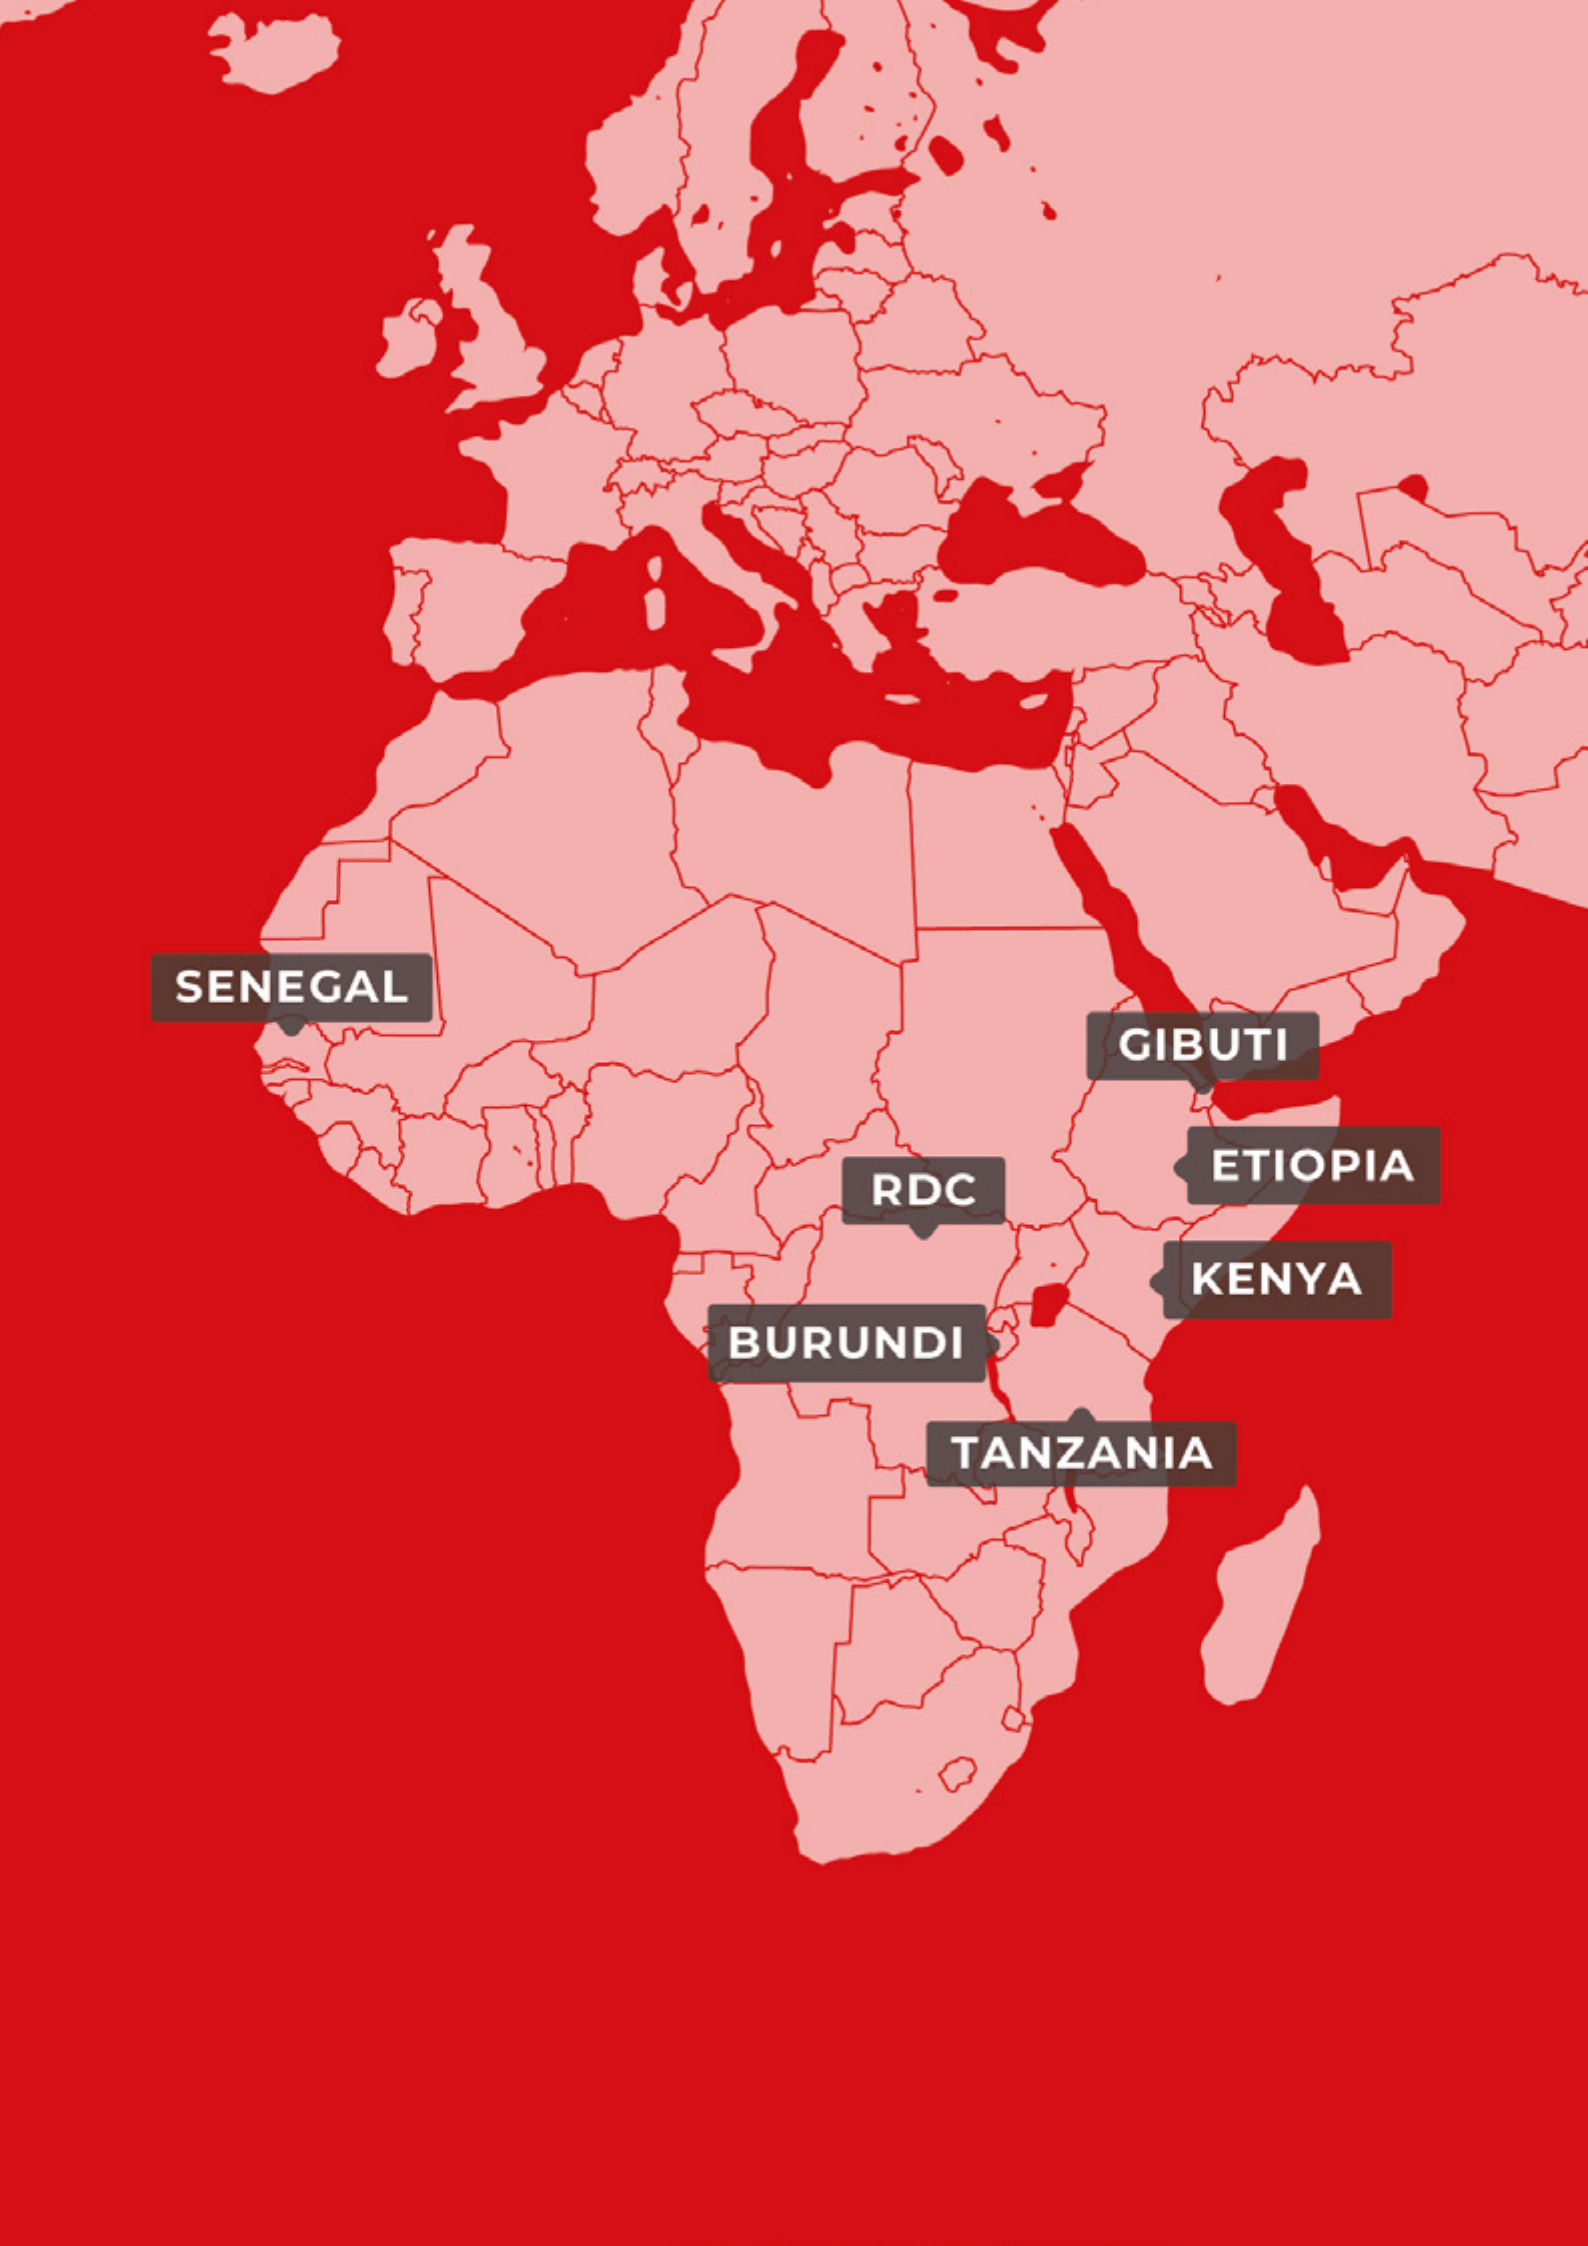 SENEGAL
GIBUTI
ETIOPIA
RDC
KENYA
BURUNDI
TANZANIA